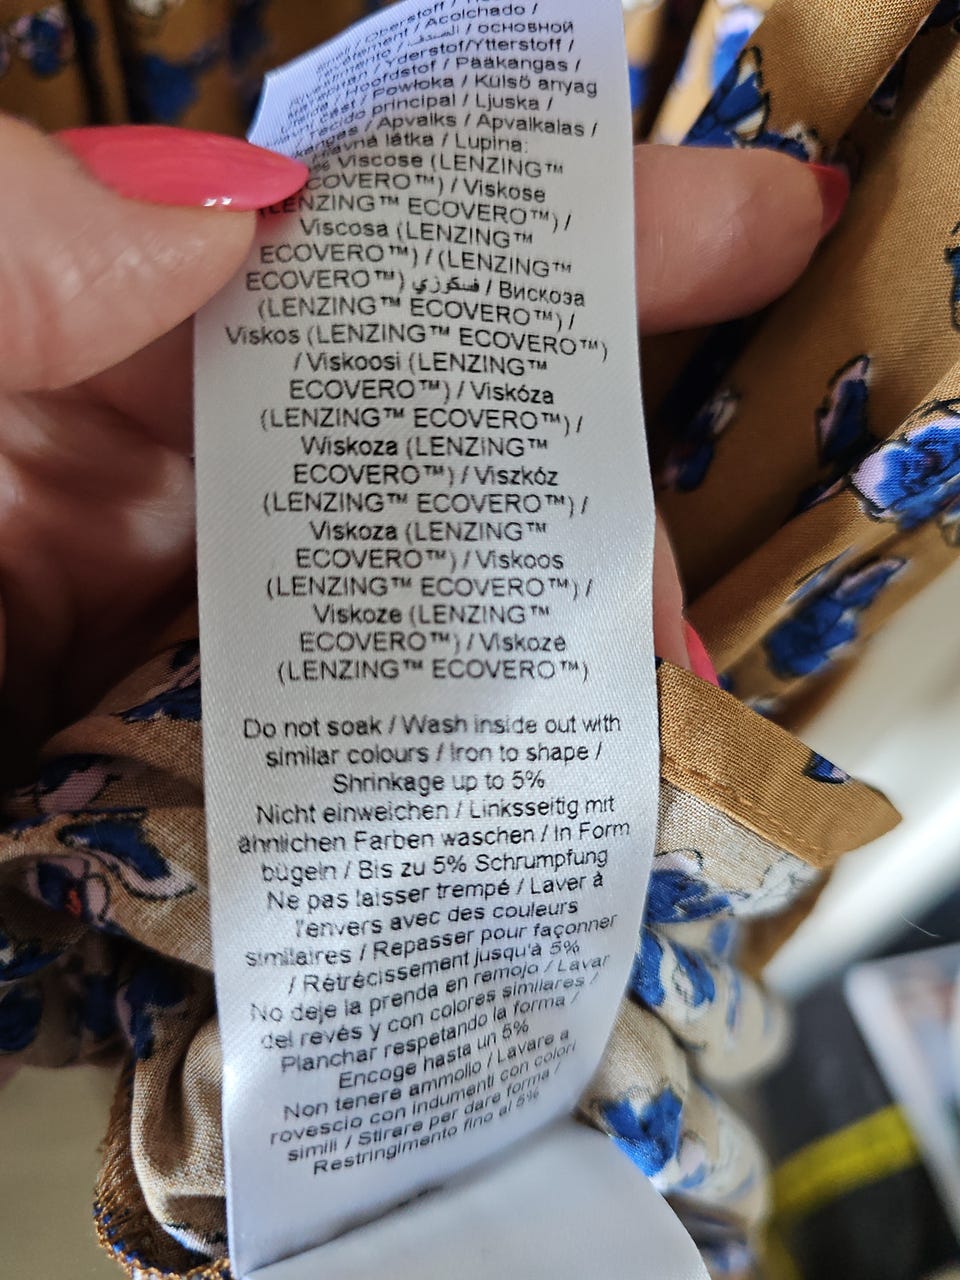 Oberstoff /
/ Acolchado /
/ основной
/ Yderstof/Ytterstoff /
/ Hoofdstof / Pääkangas /
/ Powłoka / Külső anyag
Tecido principal / Ljuska /
/ Apvalks / Apvalkalas /
látka / Lupina:
Viscose (LENZING™
ECOVERO™) / Viskose
(LENZING™ ECOVERO™) /
Viscosa (LENZING™
ECOVERO™) / (LENZING™
ECOVERO™) فسكوزي / Вискоза
(LENZING™ ECOVERO™) /
Viskos (LENZING™ ECOVERO™)
/ Viskoosi (LENZING™
ECOVERO™) / Viskóza
(LENZING™ ECOVERO™) /
Wiskoza (LENZING™
ECOVERO™) / Viszkóz
(LENZING™ ECOVERO™) /
Viskoza (LENZING™
ECOVERO™) / Viskoos
(LENZING™ ECOVERO™) /
Viskoze (LENZING™
ECOVERO™) / Viskozė
(LENZING™ ECOVERO™)
Do not soak / Wash inside out with
similar colours / Iron to shape /
Shrinkage up to 5%
Nicht einweichen / Linksseitig mit
ähnlichen Farben waschen / In Form
bügeln / Bis zu 5% Schrumpfung
Ne pas laisser trempé / Laver à
l'envers avec des couleurs
similaires / Repasser pour façonner
/ Rétrécissement jusqu'à 5%
No deje la prenda en remojo / Lavar
del revés y con colores similares /
Planchar respetando la forma /
Encoge hasta un 5%
Non tenere ammollo / Lavare a
rovescio con indumenti con colori
simili / Stirare per dare forma /
Restringimento fino al 5%